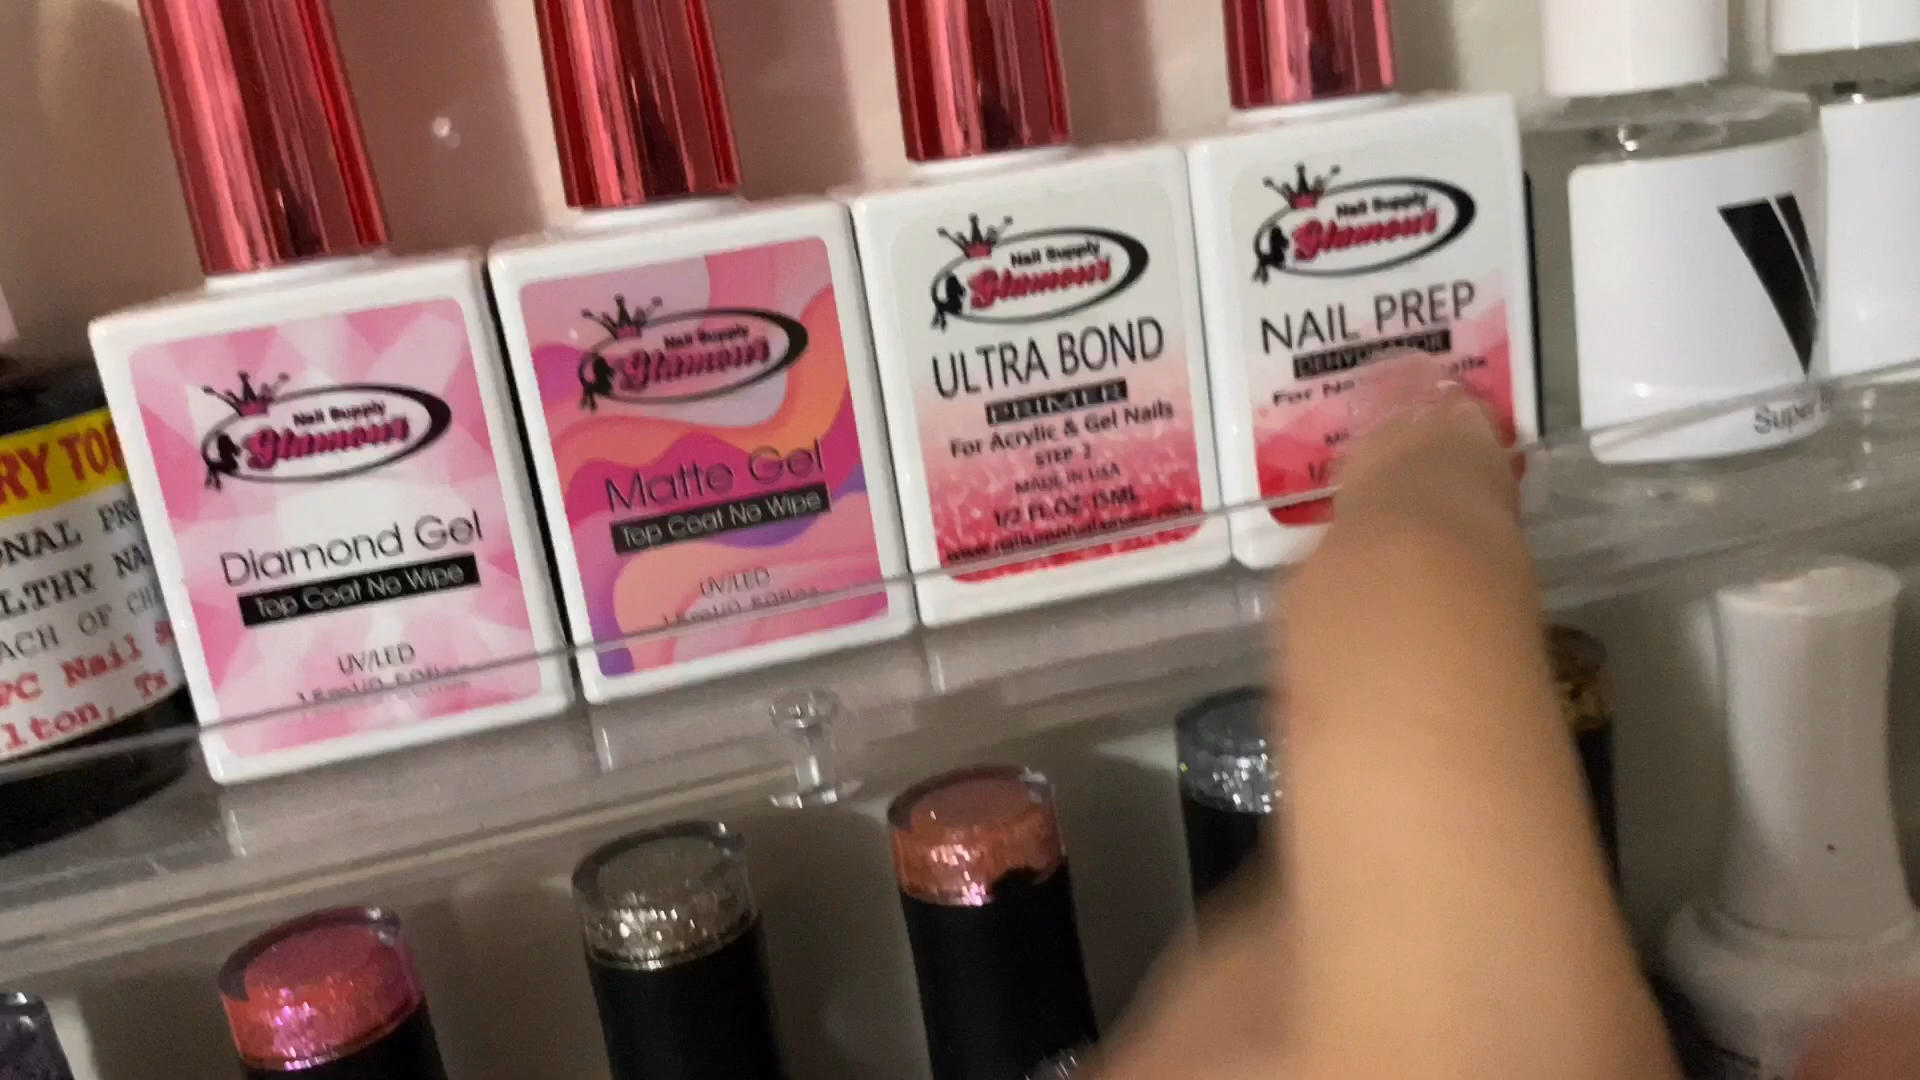 RY TO
ONAL PR
LTHY NA
ACH OF
PC Nail
lton,
Tx
Nail Supply
Glamour
Diamond Gel
Top Coat No Wipe
UV/LED
Nail Supply
Glamour
Matte Gel
Top Coat No Wipe
UV/LED
Nail Supply
Glamour
ULTRA BOND
PRIMER
For Acrylic & Gel Nails
STEP 2
MADE IN USA
1/2 FL.OZ-15ML
Nail Supply
Glamour
NAIL PREP
DEHYDRATOR
For
1/
V
Super